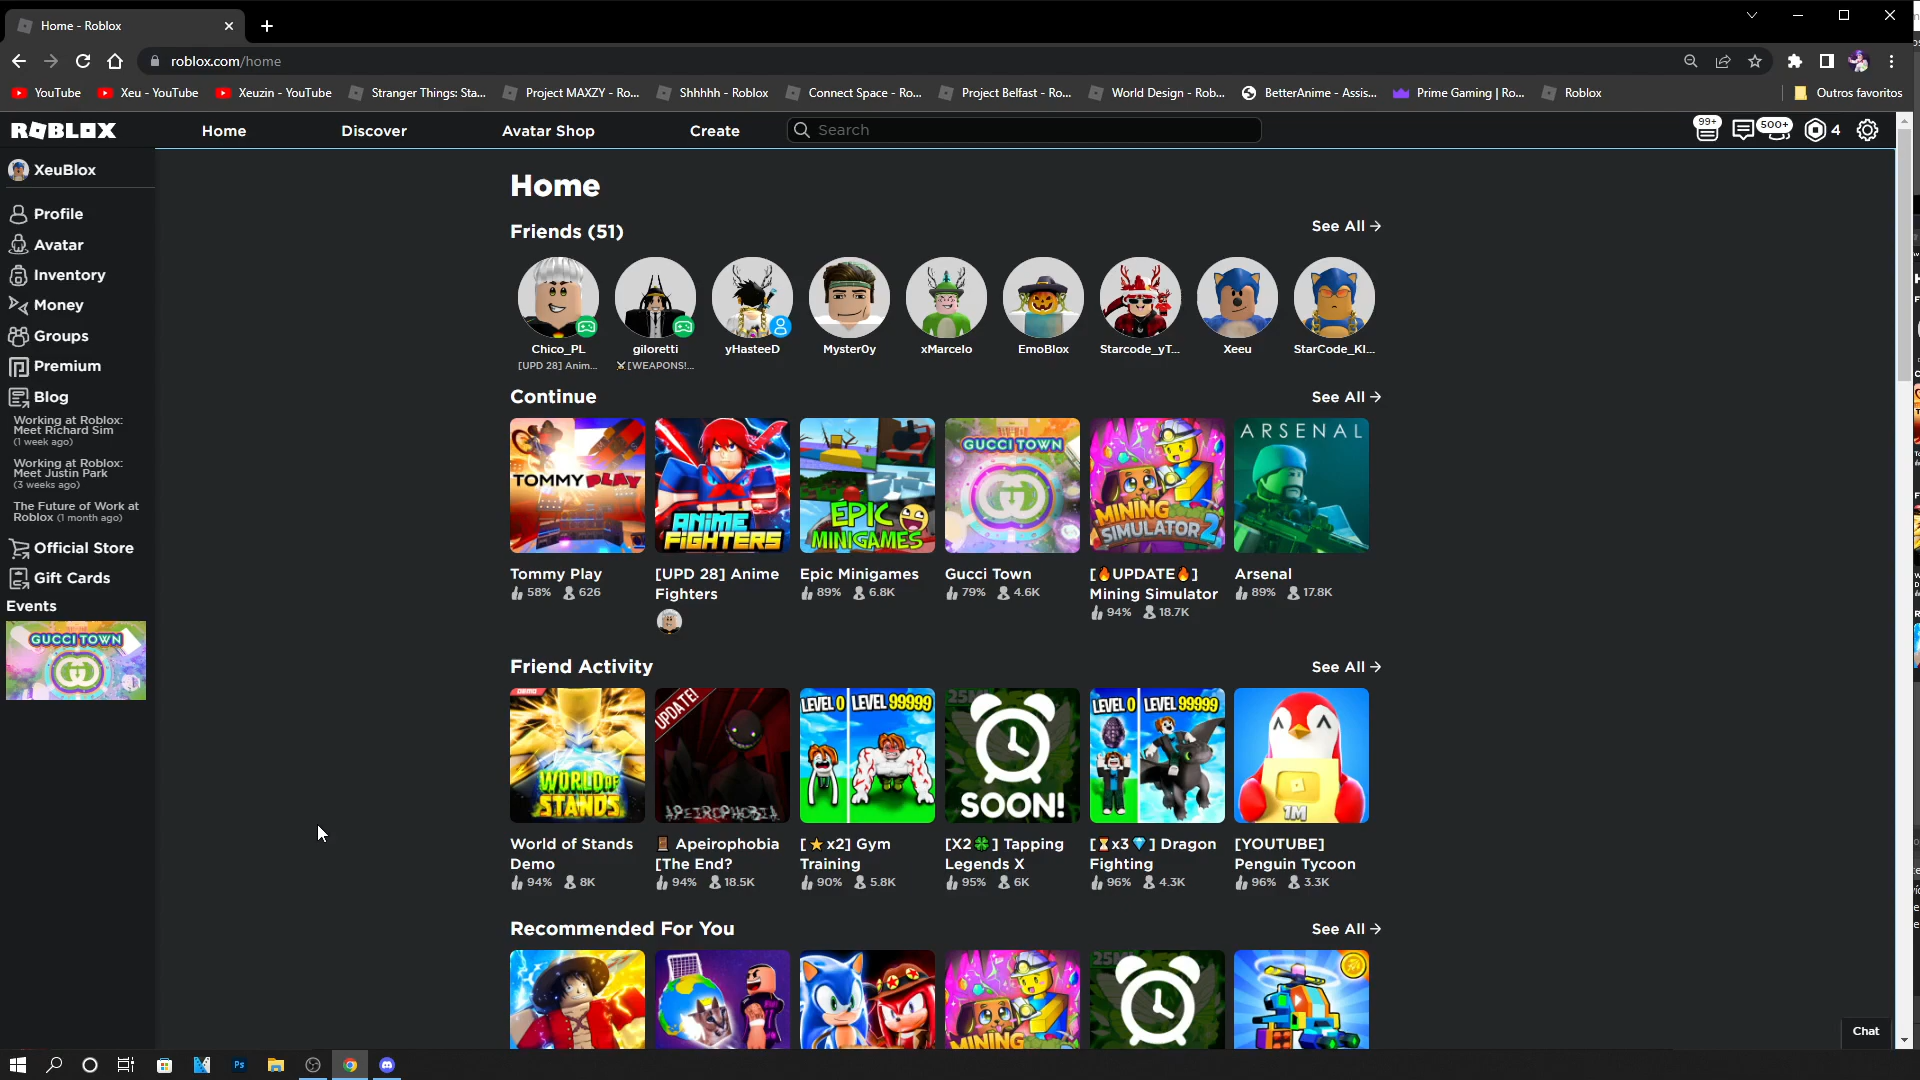 Home - Roblox
roblox.com/home
YouTube
Xeu - YouTube
Xeuzin - YouTube
Stranger Things: Sta...
Project MAXZY - Ro...
Shhhhh - Roblox
Connect Space - Ro...
Project Belfast - Ro...
World Design - Rob...
BetterAnime - Assis...
Prime Gaming | Ro...
Roblox
Outros favoritos
ROBLOX
Home
Discover
Avatar Shop
Create
Search
99+
500+
4
XeuBlox
Profile
Avatar
Inventory
Money
Groups
Premium
Blog
Working at Roblox:
Meet Richard Sim
(1 week ago)
Working at Roblox:
Meet Justin Park
(3 weeks ago)
The Future of Work at
Roblox (1 month ago)
Official Store
Gift Cards
Events
GUCCI TOWN
Home
Friends (51)
See All →
Chico_PL
[UPD 28] Anim...
giloretti
⚔[WEAPONS!...
yHasteeD
Myster0y
xMarcelo
EmoBlox
Starcode_yT...
Xeeu
StarCode_Kl...
Continue
See All →
TOMMY PLAY
ANIME
FIGHTERS
EPIC
MINIGAMES
GUCCI TOWN
MINING
SIMULATOR 2
ARSENAL
Tommy Play
58% 626
[UPD 28] Anime
Fighters
Epic Minigames
89% 6.8K
Gucci Town
79% 4.6K
[🔥UPDATE🔥]
Mining Simulator
94% 18.7K
Arsenal
89% 17.8K
Friend Activity
See All →
DEMO
WORLD OF
STANDS
UPDATE!
APEIROPHOBIA
LEVEL 0 LEVEL 99999
25M
SOON!
LEVEL 0 LEVEL 99999
1M
World of Stands
Demo
94% 8K
🚪 Apeirophobia
[The End?
94% 18.5K
[⭐x2] Gym
Training
90% 5.8K
[X2🍀] Tapping
Legends X
95% 6K
[⏳x3💎] Dragon
Fighting
96% 4.3K
[YOUTUBE]
Penguin Tycoon
96% 3.3K
Recommended For You
See All →
MINING
25M
Chat
Ps